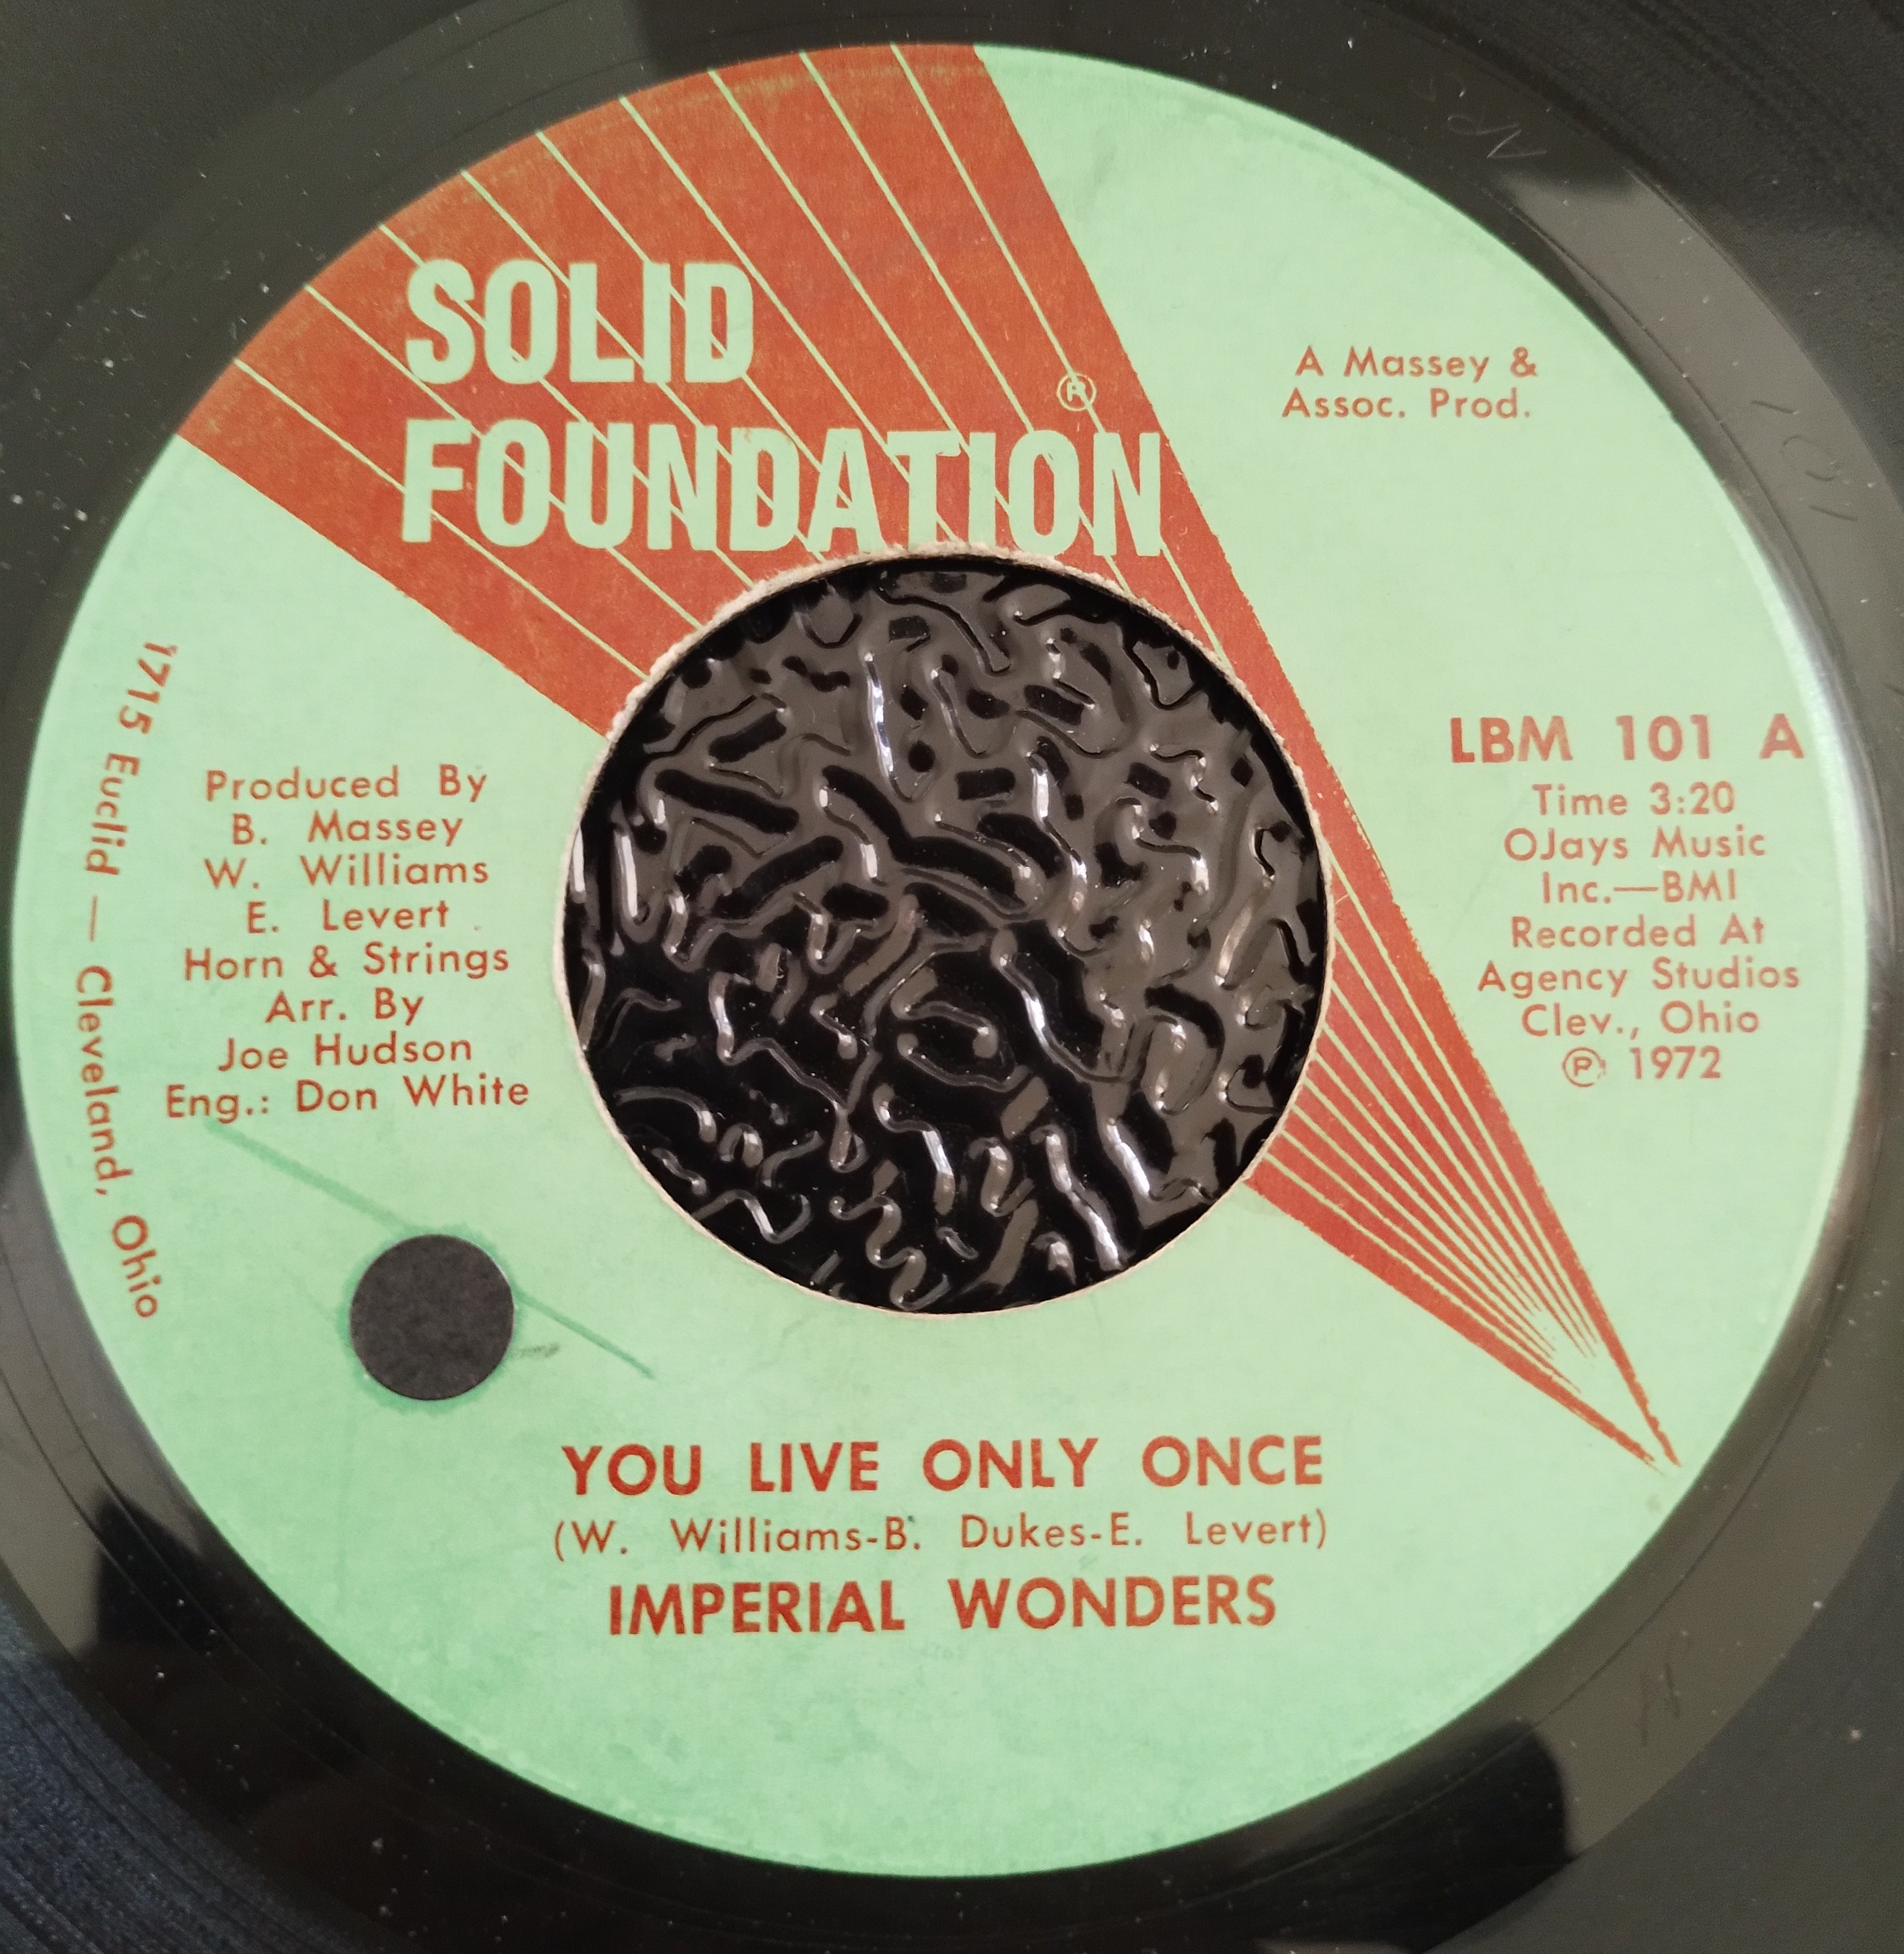 SOLID
FOUNDATION
®
A Massey &
Assoc. Prod.
1715 Euclid — Cleveland, Ohio
Produced By
B. Massey
W. Williams
E. Levert
Horn & Strings
Arr. By
Joe Hudson
Eng.: Don White
LBM 101 A
Time 3:20
OJays Music
Inc.—BMI
Recorded At
Agency Studios
Clev., Ohio
℗ 1972
YOU LIVE ONLY ONCE
(W. Williams-B. Dukes-E. Levert)
IMPERIAL WONDERS
101